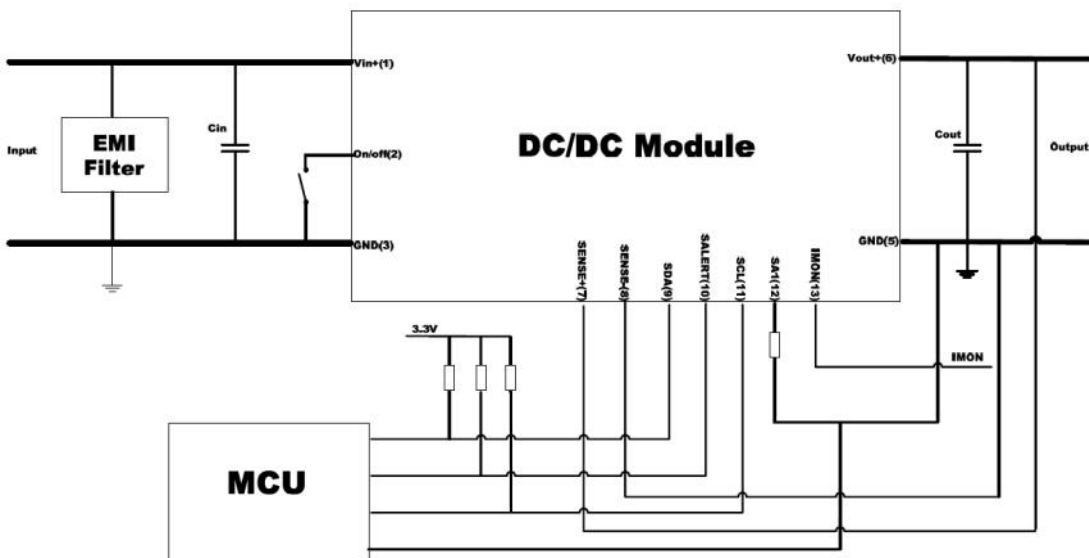 Vin+(1)
Vout+(6)
Input
EMI
Filter
Cin
On/off(2)
DC/DC Module
Cout
Output
GND(3)
GND(5)
SENSE+(7)
SENSE-(8)
SDA(9)
SALERT(10)
SCL(11)
SA1(12)
IMON(13)
3.3V
IMON
MCU